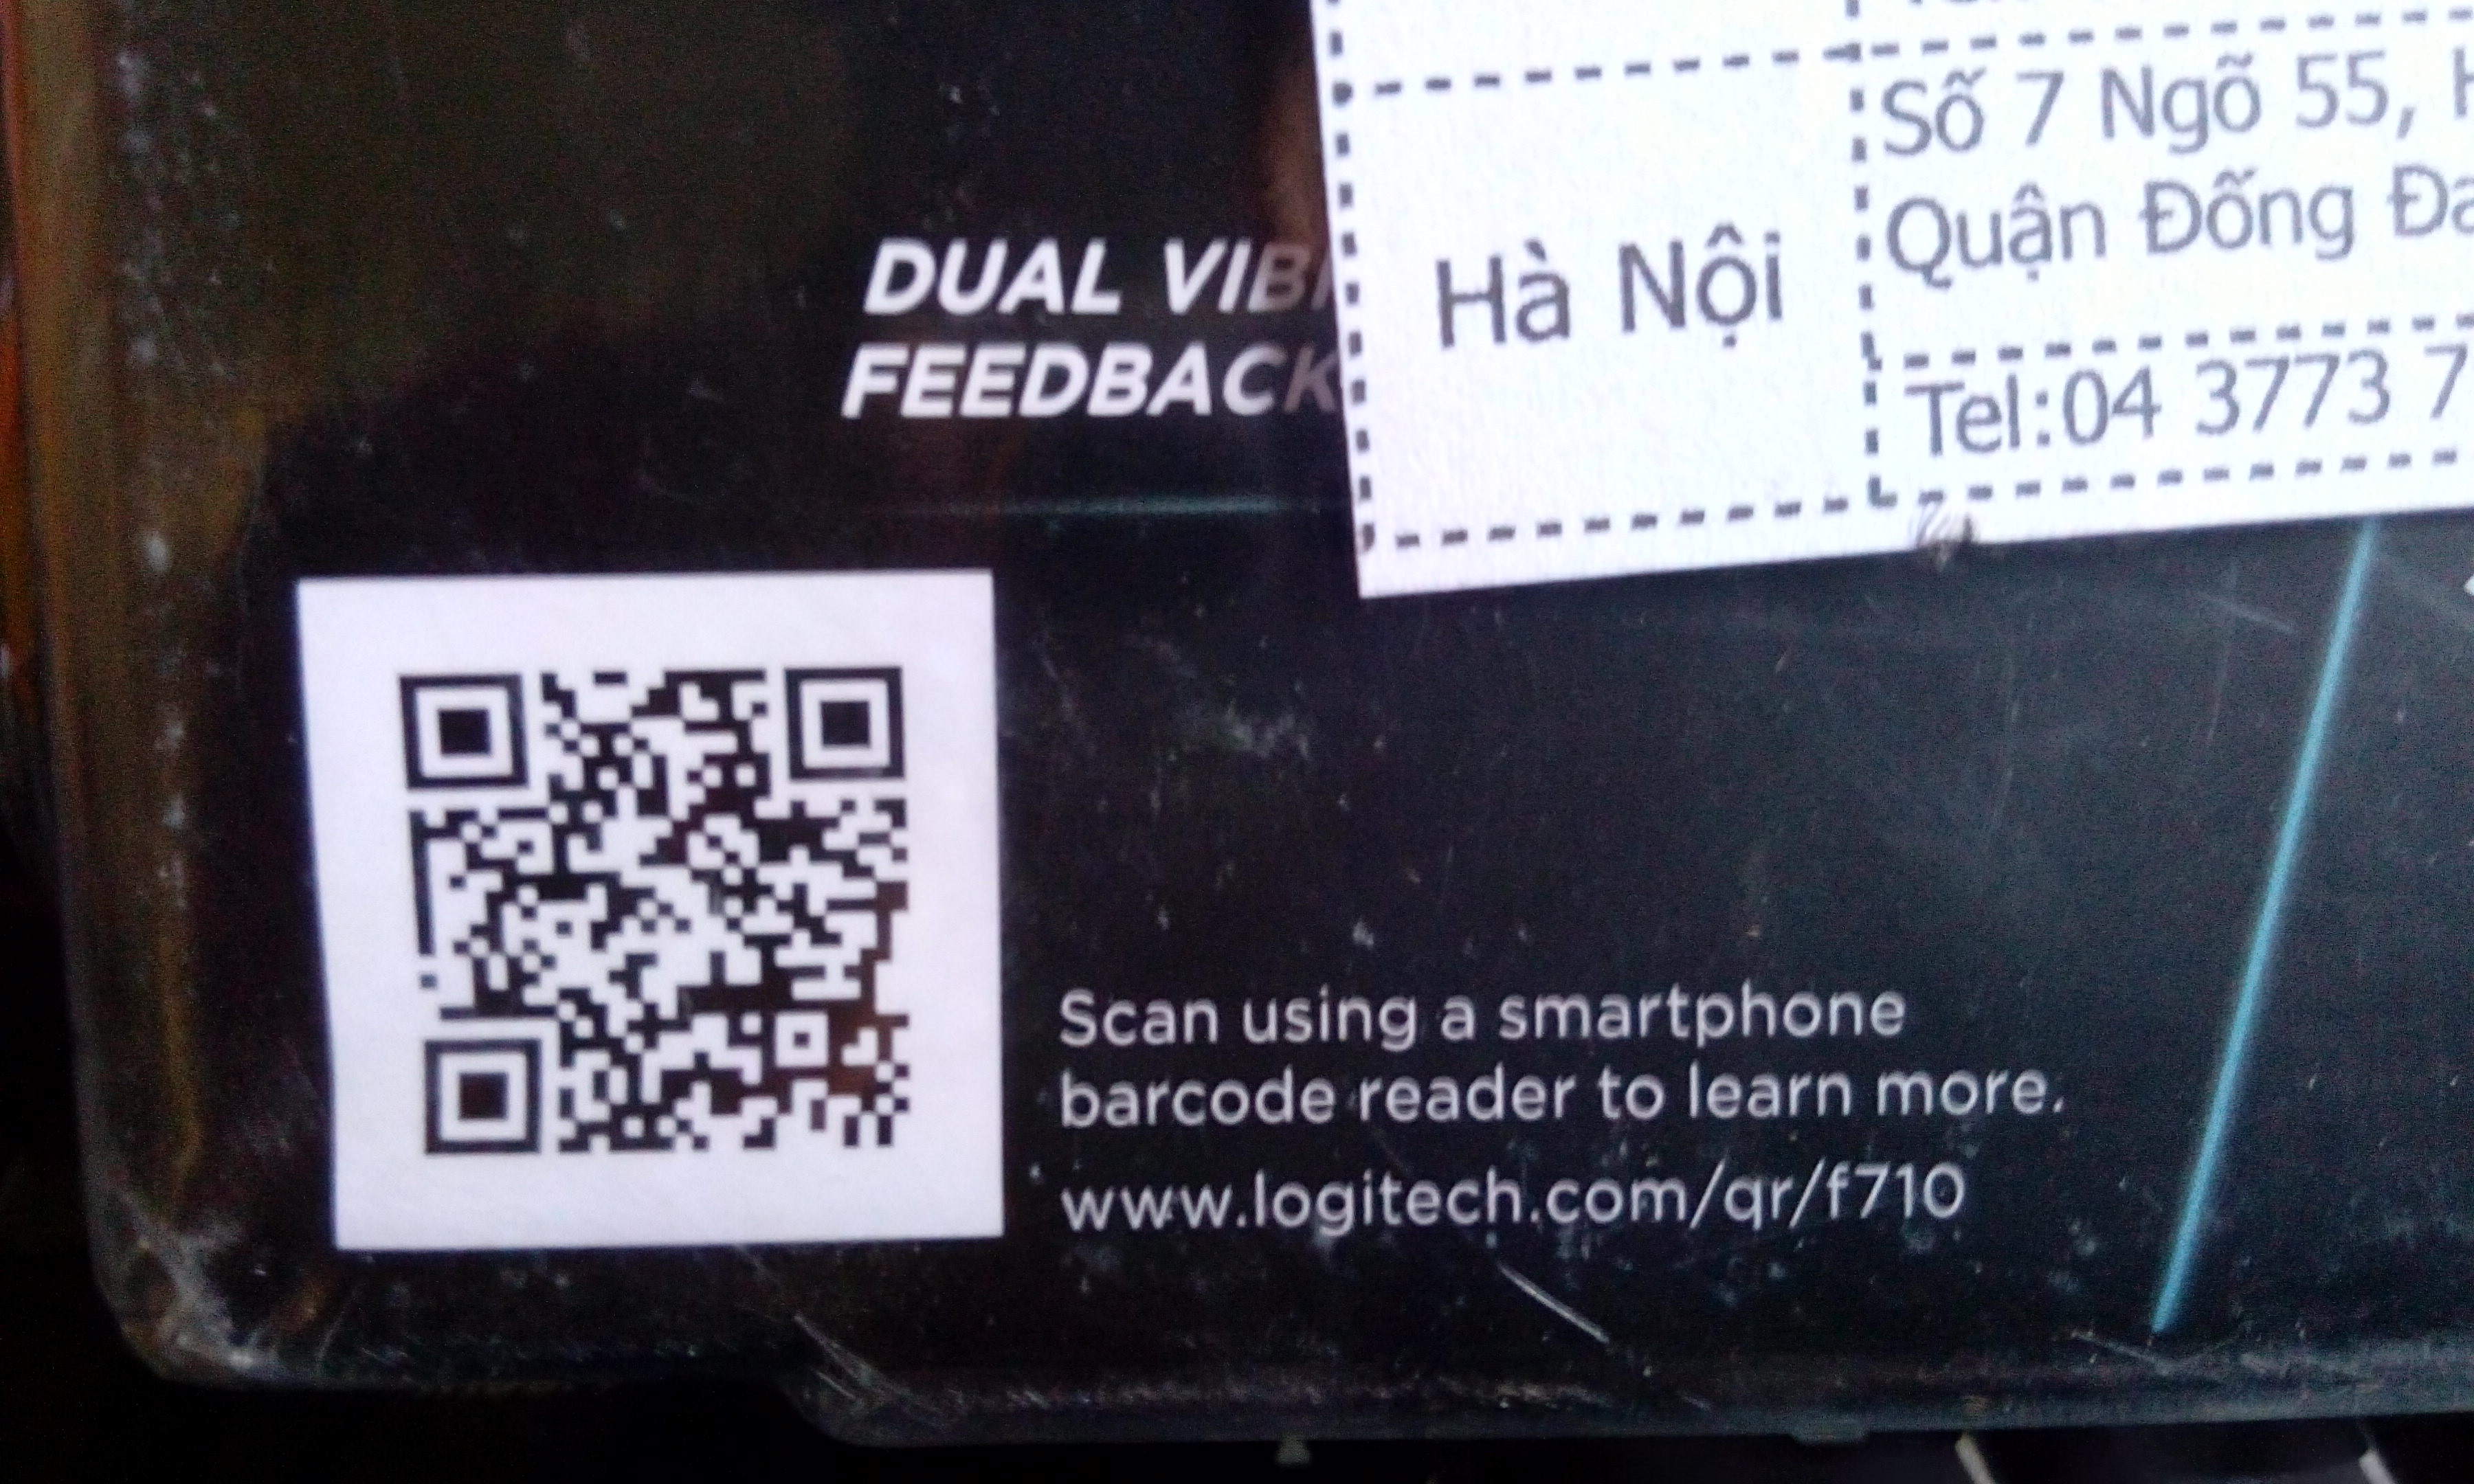 DUAL VIB
FEEDBACK
Hà Nội
Số 7 Ngõ 55,
Quận Đống Đa
Tel:04 3773 7
Scan using a smartphone
barcode reader to learn more.
www.logitech.com/qr/f710